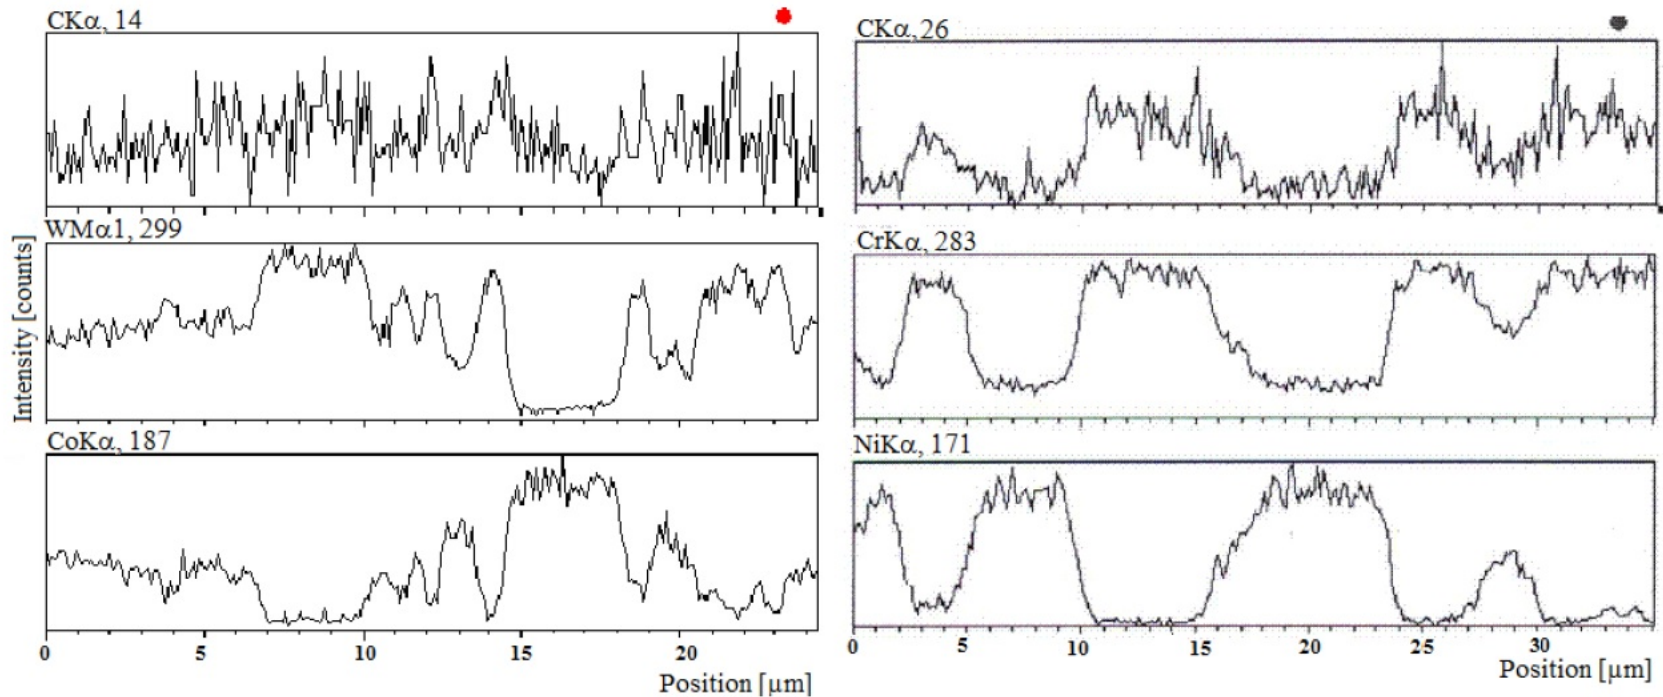 CKα, 14
WMα1, 299
CoKα, 187
Intensity [counts]
0 5 10 15 20
Position [μm]
CKα, 26
CrKα, 283
NiKα, 171
0 5 10 15 20 25 30
Position [μm]